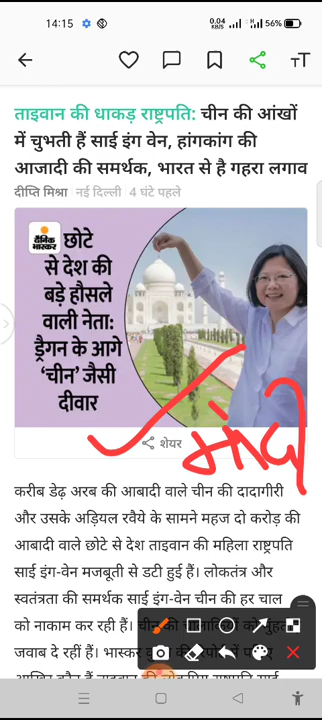 14:15
0.04 KB/S
56%
TT
ताइवान की धाकड़ राष्ट्रपति: चीन की आंखों
में चुभती हैं साई इंग वेन, हांगकांग की
आजादी की समर्थक, भारत से है गहरा लगाव
दीप्ति मिश्रा नई दिल्ली 4 घंटे पहले
दैनिक भास्कर
छोटे
से देश की
बड़े हौसले
वाली नेता:
ड्रैगन के आगे
'चीन' जैसी
दीवार
शेयर
मोदी
करीब डेढ़ अरब की आबादी वाले चीन की दादागीरी
और उसके अड़ियल रवैये के सामने महज दो करोड़ की
आबादी वाले छोटे से देश ताइवान की महिला राष्ट्रपति
साई इंग-वेन मजबूती से डटी हुई हैं। लोकतंत्र और
स्वतंत्रता की समर्थक साई इंग-वेन चीन की हर चाल
को नाकाम कर रही हैं। चीन की चालाकियों का
जवाब दे रहीं हैं। भास्कर